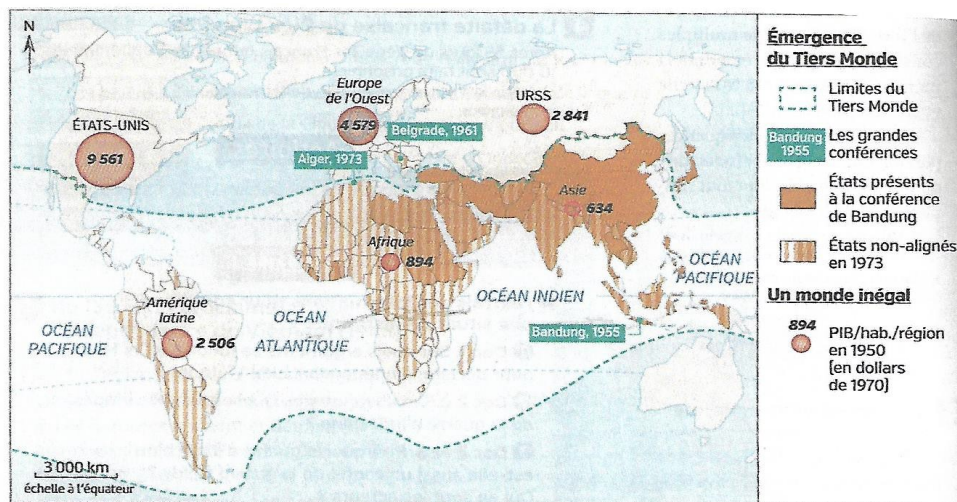 N
ÉTATS-UNIS
9 561
Europe
de l'Ouest
4 579
URSS
2 841
Belgrade, 1961
Alger, 1973
Asie
634
Afrique
894
Amérique
latine
2 506
OCÉAN
PACIFIQUE
OCÉAN
ATLANTIQUE
OCÉAN INDIEN
OCÉAN
PACIFIQUE
Bandung, 1955
3 000 km
échelle à l'équateur
Émergence
du Tiers Monde
Limites du
Tiers Monde
Bandung
1955
Les grandes
conférences
États présents
à la conférence
de Bandung
États non-alignés
en 1973
Un monde inégal
894
PIB/hab./région
en 1950
(en dollars
de 1970)